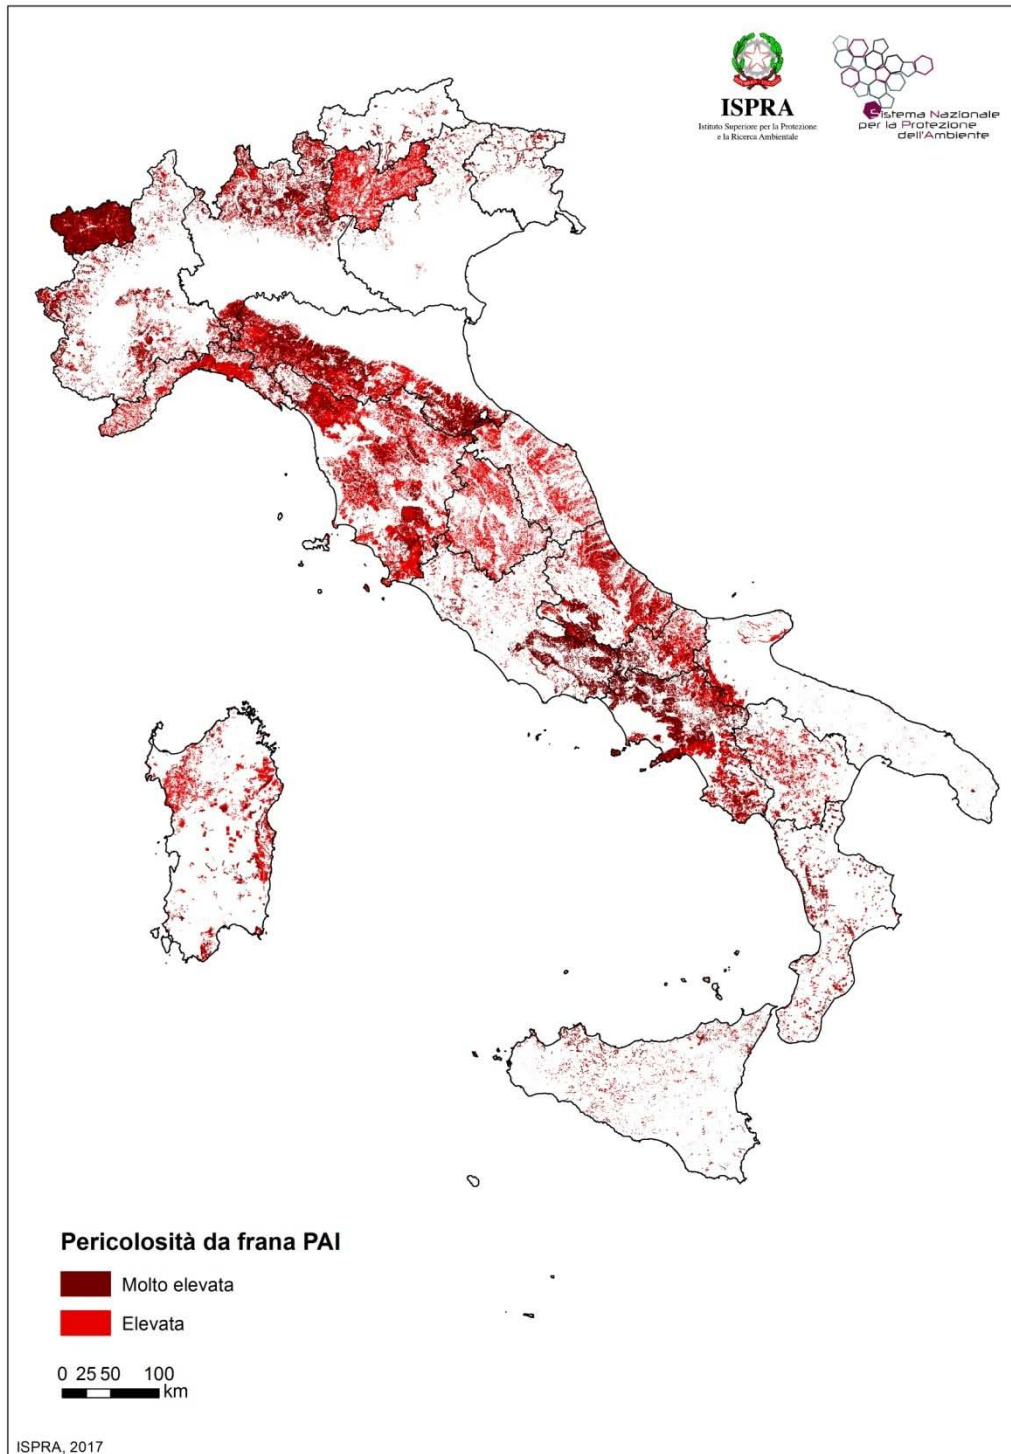 ISPRA
Istituto Superiore per la Protezione
e la Ricerca Ambientale
Sistema Nazionale
per la Protezione
dell'Ambiente
Pericolosità da frana PAI
Molto elevata
Elevata
0 25 50 100
km
ISPRA, 2017